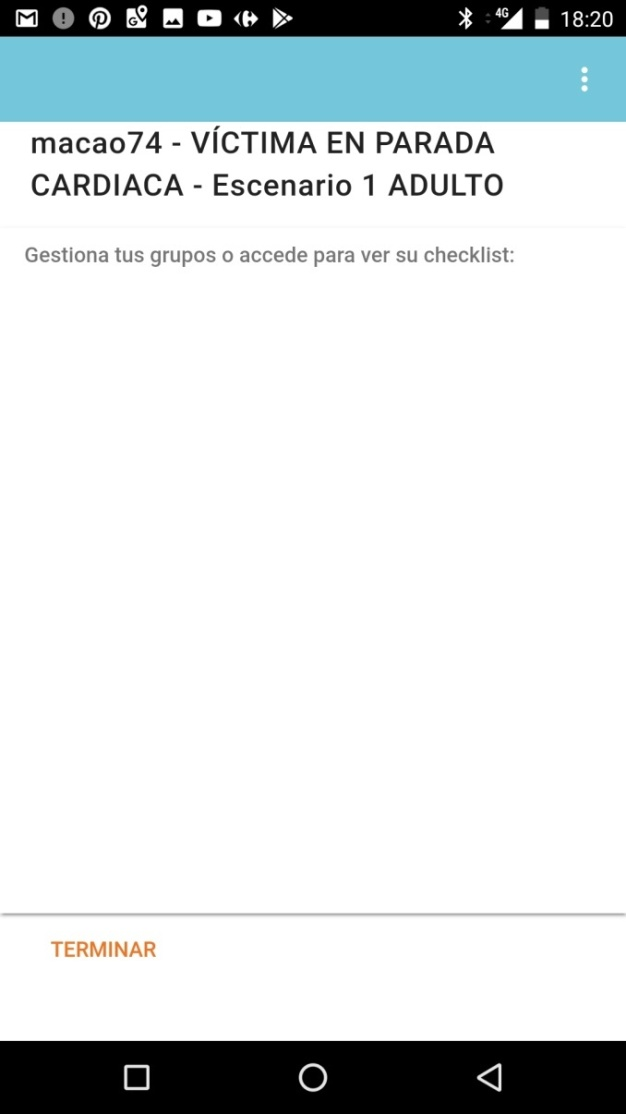 4G 18:20
macao74 - VÍCTIMA EN PARADA
CARDIACA - Escenario 1 ADULTO
Gestiona tus grupos o accede para ver su checklist:
TERMINAR